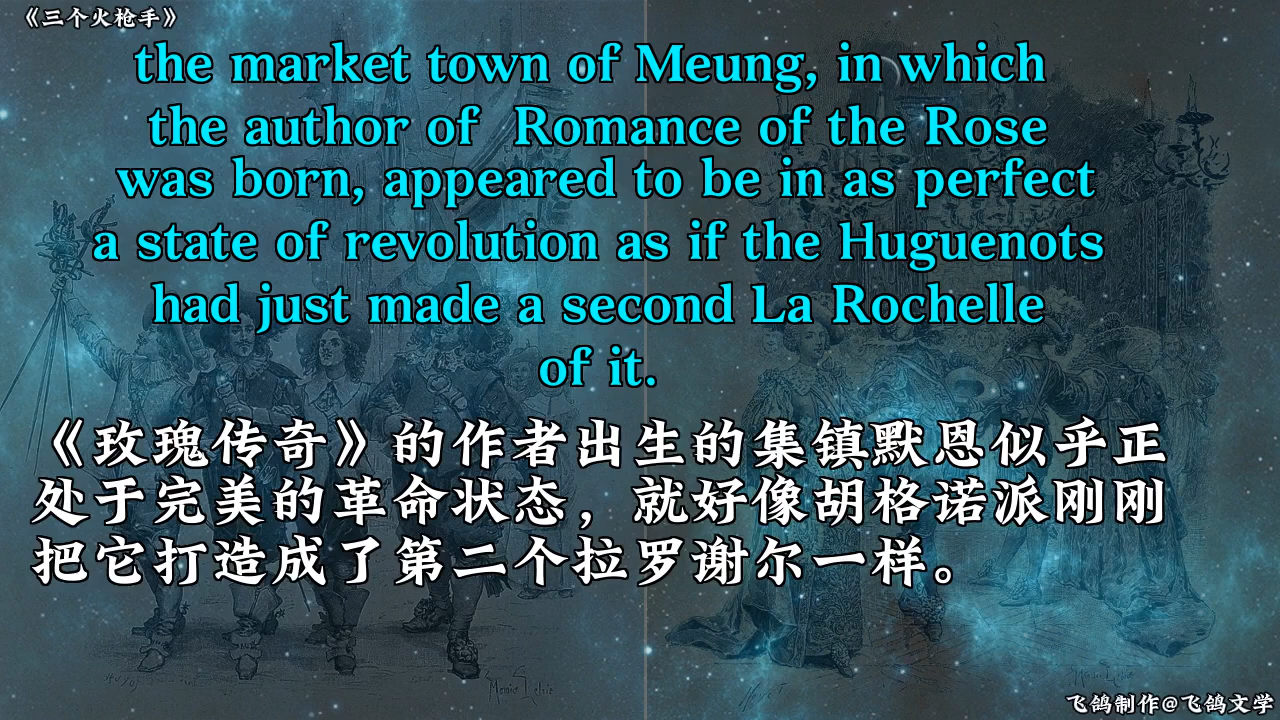 《三个火枪手》
the market town of Meung, in which
the author of Romance of the Rose
was born, appeared to be in as perfect
a state of revolution as if the Huguenots
had just made a second La Rochelle
of it.
《玫瑰传奇》的作者出生的集镇默恩似乎正
处于完美的革命状态，就好像胡格诺派刚刚
把它打造成了第二个拉罗谢尔一样。
飞鸽制作@飞鸽文学